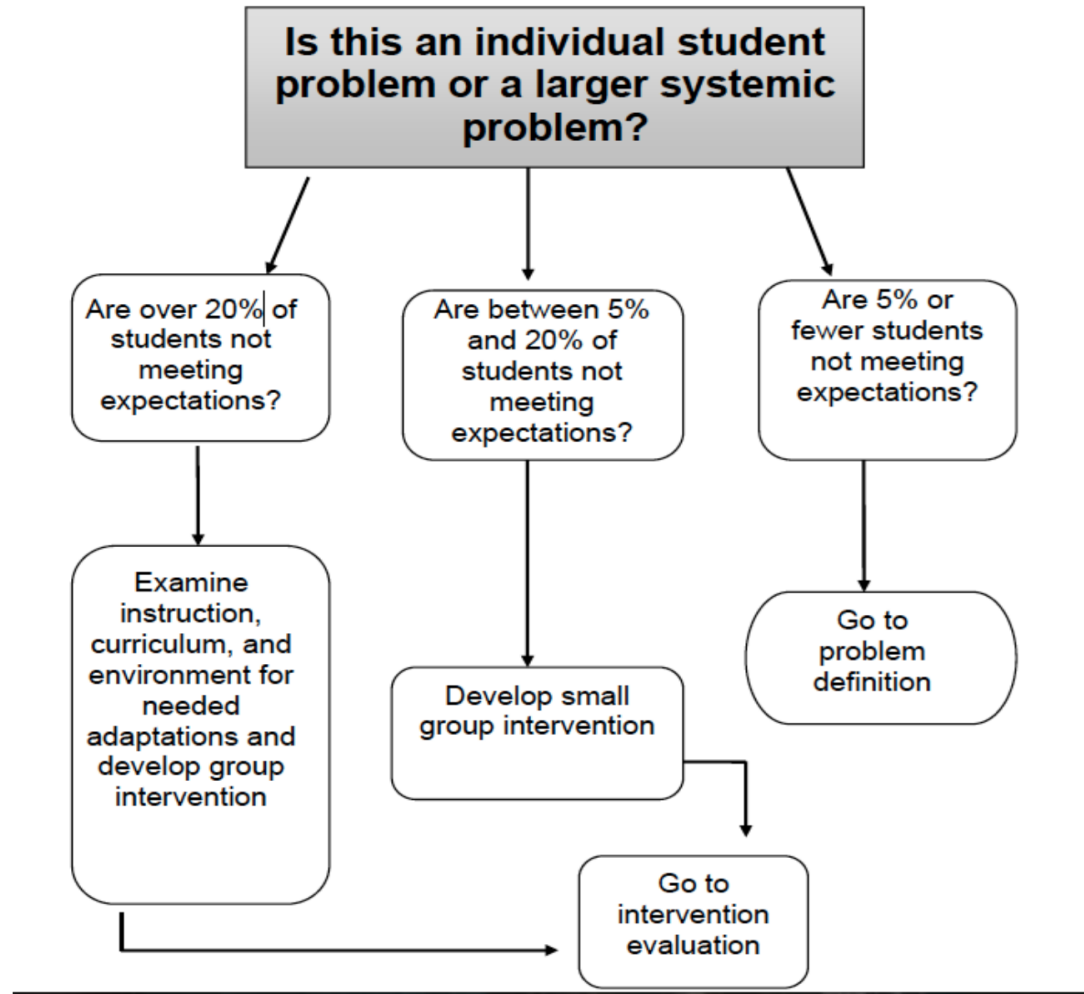 Is this an individual student
problem or a larger systemic
problem?
Are over 20% of
students not
meeting
expectations?
Are between 5%
and 20% of
students not
meeting
expectations?
Are 5% or
fewer students
not meeting
expectations?
Examine
instruction,
curriculum, and
environment for
needed
adaptations and
develop group
intervention
Develop small
group intervention
Go to
problem
definition
Go to
intervention
evaluation